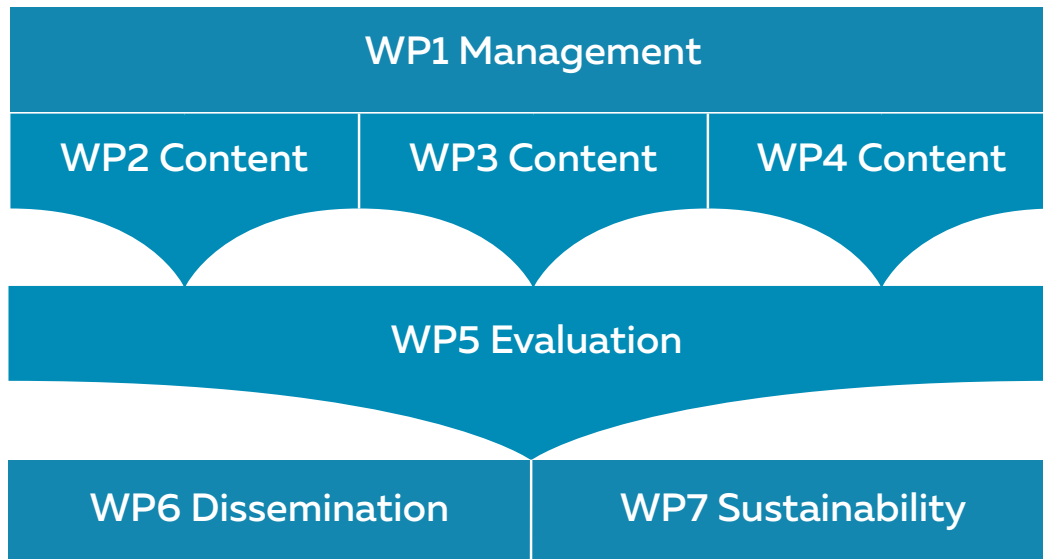 WP1 Management
WP2 Content
WP3 Content
WP4 Content
WP5 Evaluation
WP6 Dissemination
WP7 Sustainability